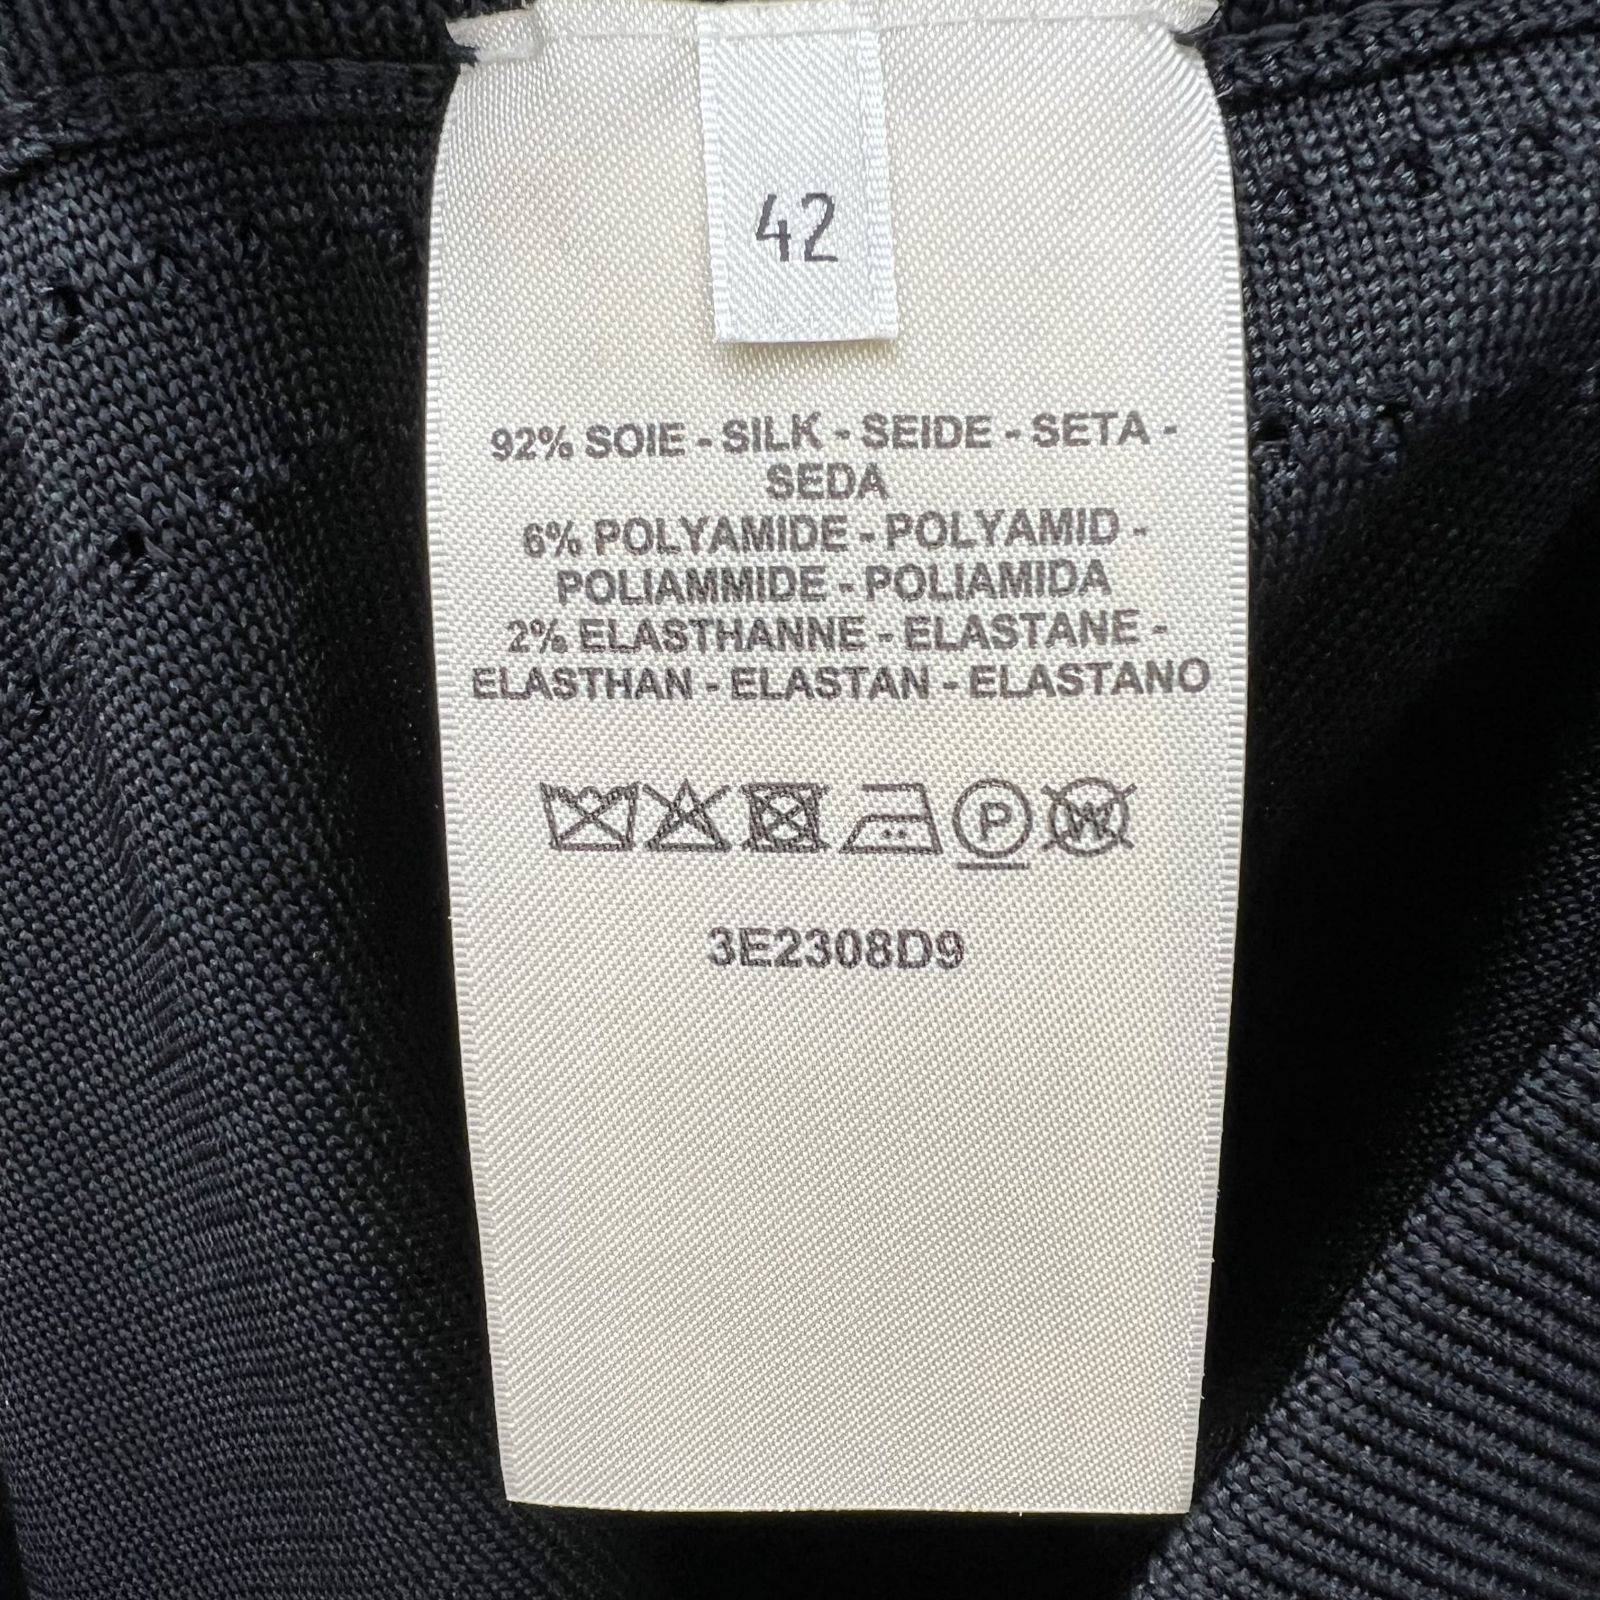 42
92% SOIE - SILK - SEIDE - SETA -
SEDA
6% POLYAMIDE - POLYAMID -
POLIAMMIDE - POLIAMIDA
2% ELASTHANNE - ELASTANE -
ELASTHAN - ELASTAN - ELASTANO
P W
3E2308D9